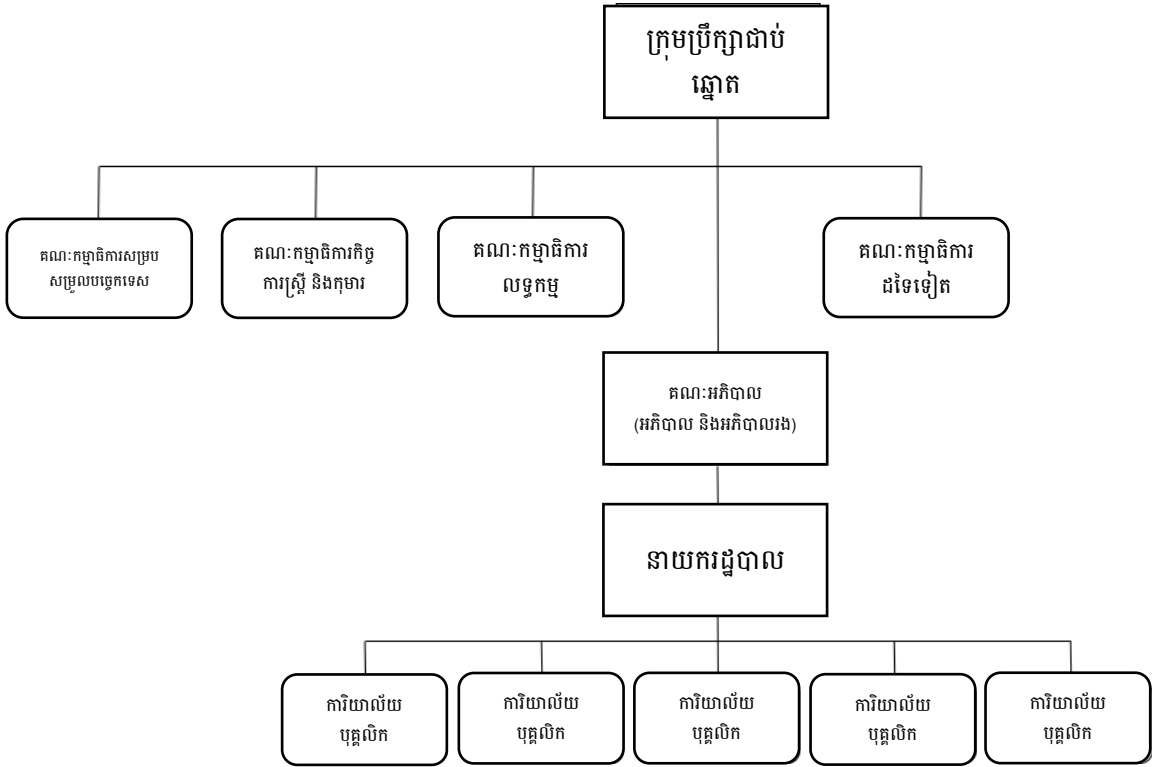 ក្រុមប្រឹក្សាជាប់
ឆ្នោត
គណៈកម្មាធិការសម្រប
សម្រួលបច្ចេកទេស
គណៈកម្មាធិការកិច្ច
ការស្ត្រី និងកុមារ
គណៈកម្មាធិការ
លទ្ធកម្ម
គណៈកម្មាធិការ
ដទៃទៀត
គណៈអភិបាល
(អភិបាល និងអភិបាលរង)
នាយករដ្ឋបាល
ការិយាល័យ
បុគ្គលិក
ការិយាល័យ
បុគ្គលិក
ការិយាល័យ
បុគ្គលិក
ការិយាល័យ
បុគ្គលិក
ការិយាល័យ
បុគ្គលិក